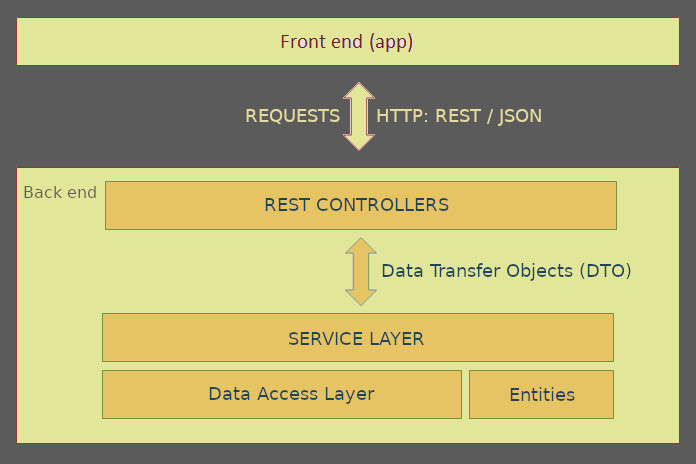 Front end (app)
REQUESTS HTTP: REST / JSON
Back end
REST CONTROLLERS
Data Transfer Objects (DTO)
SERVICE LAYER
Data Access Layer
Entities